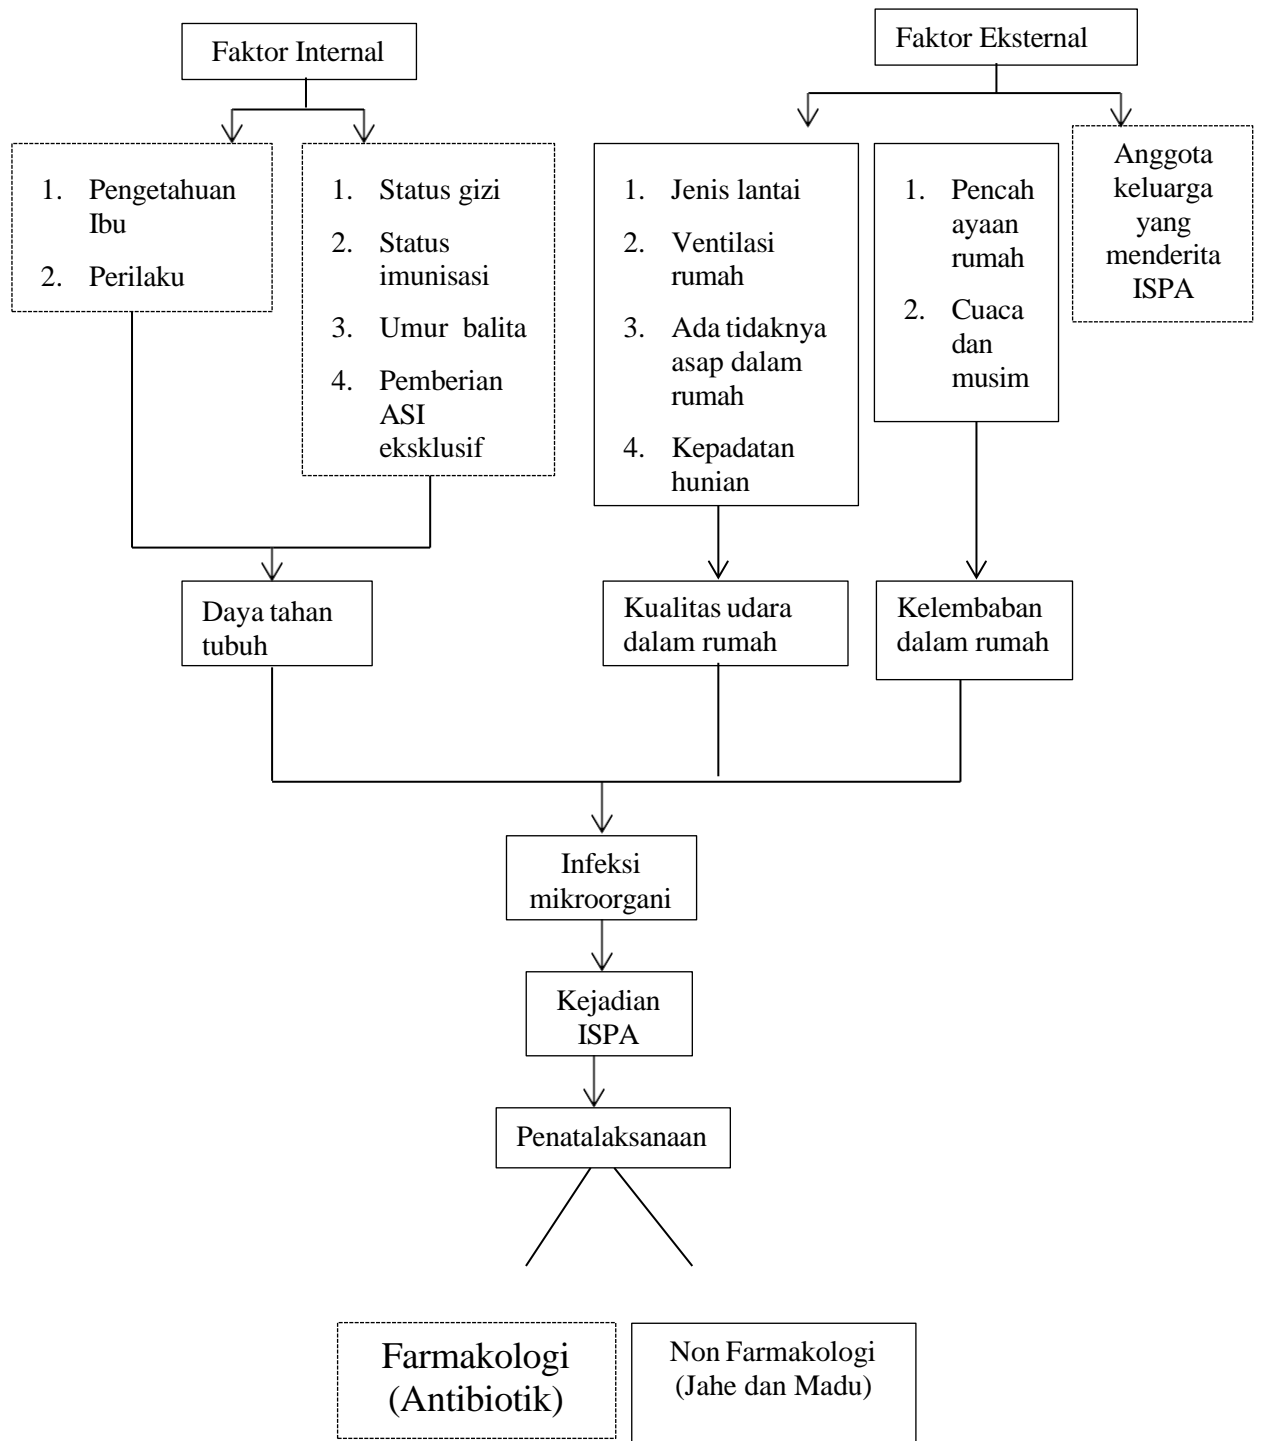 Faktor Internal
Faktor Eksternal
1. Pengetahuan
Ibu
2. Perilaku
1. Status gizi
2. Status
imunisasi
3. Umur balita
4. Pemberian
ASI
eksklusif
1. Jenis lantai
2. Ventilasi
rumah
3. Ada tidaknya
asap dalam
rumah
4. Kepadatan
hunian
1. Pencah
ayaan
rumah
2. Cuaca
dan
musim
Anggota
keluarga
yang
menderita
ISPA
Daya tahan
tubuh
Kualitas udara
dalam rumah
Kelembaban
dalam rumah
Infeksi
mikroorgani
Kejadian
ISPA
Penatalaksanaan
Farmakologi
(Antibiotik)
Non Farmakologi
(Jahe dan Madu)